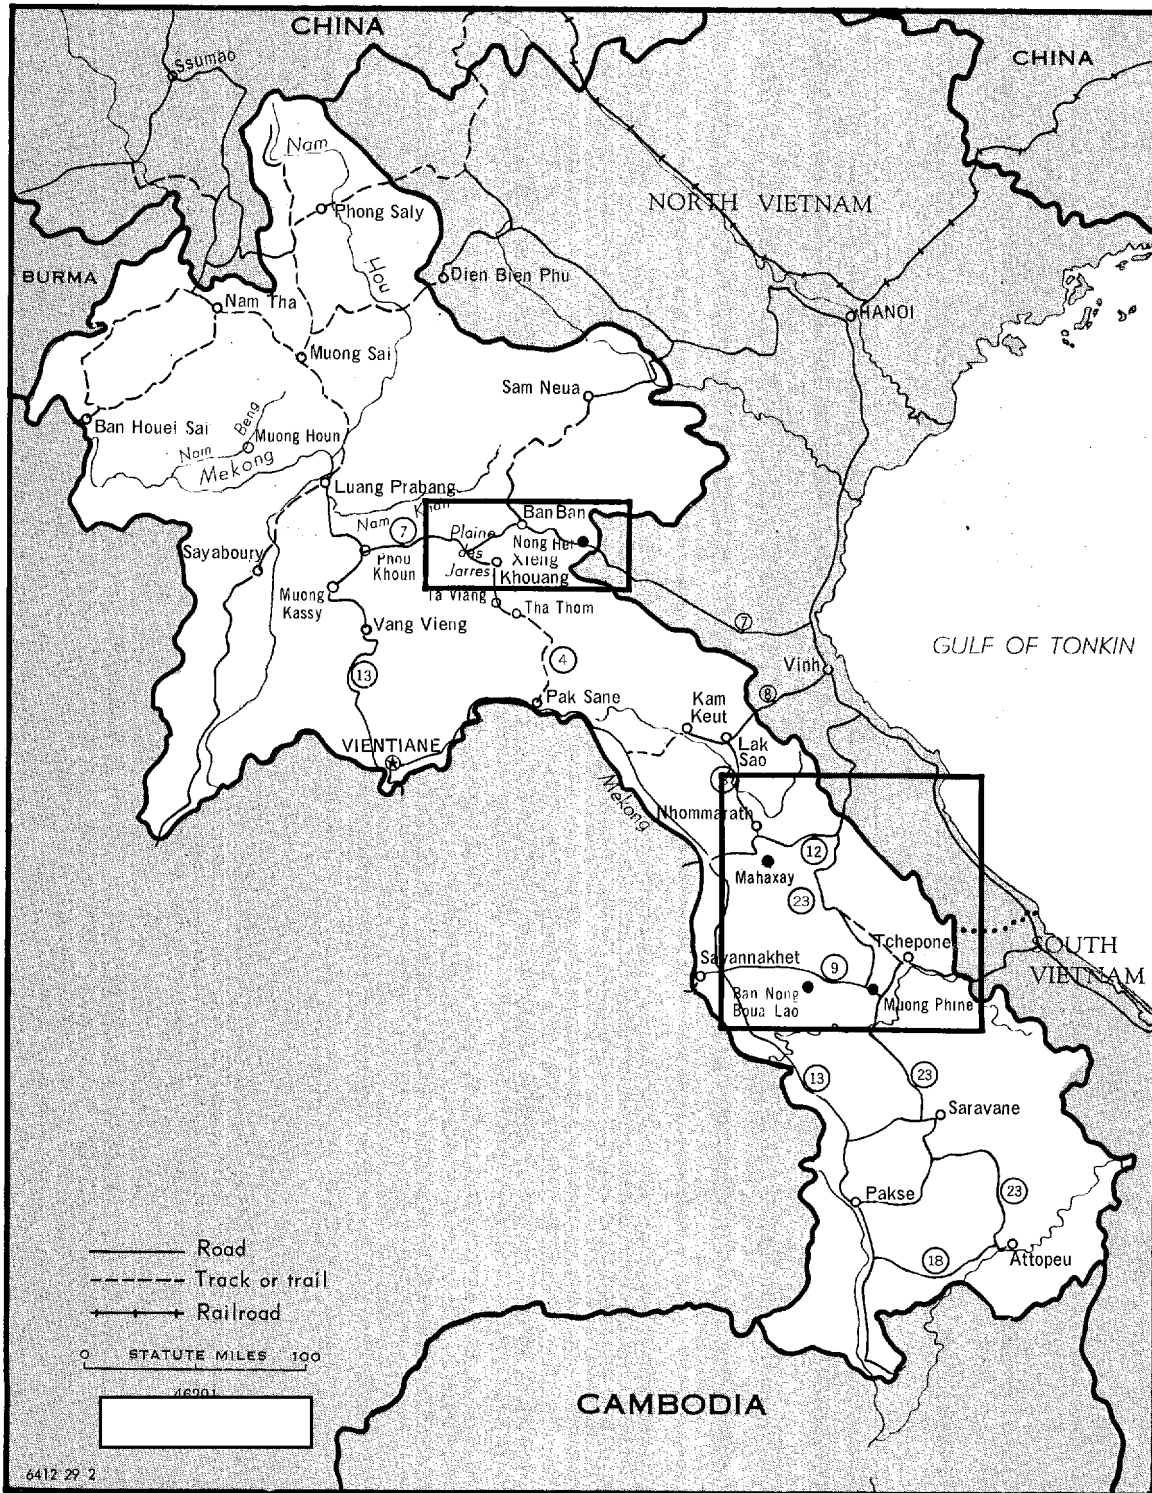 CHINA
CHINA
Ssumao
Nam
NORTH VIETNAM
Phong Saly
Hou
BURMA
Dien Bien Phu
Nam Tha
HANOI
Muong Sai
Sam Neua
Ban Houei Sai
Beng
Muong Houn
Nam
Mekong
Luang Prabang
Nam Khan
7
Ban Ban
Plaine
des
Jarres
Nong Het
Xieng
Khouang
Sayaboury
Phou
Khoun
Muong
Kassy
Ta Viang
Tha Thom
7
Vang Vieng
GULF OF TONKIN
4
Vinh
13
8
Pak Sane
Kam
Keut
VIENTIANE
Lak
Sao
Mekong
Nhommarath
12
Mahaxay
23
Tchepone
SOUTH
VIETNAM
Savannakhet
9
Ban Nong
Boua Lao
Muong Phine
13
23
Saravane
Pakse
23
Attopeu
18
Road
Track or trail
Railroad
0 STATUTE MILES 100
46291
CAMBODIA
6412 29 2